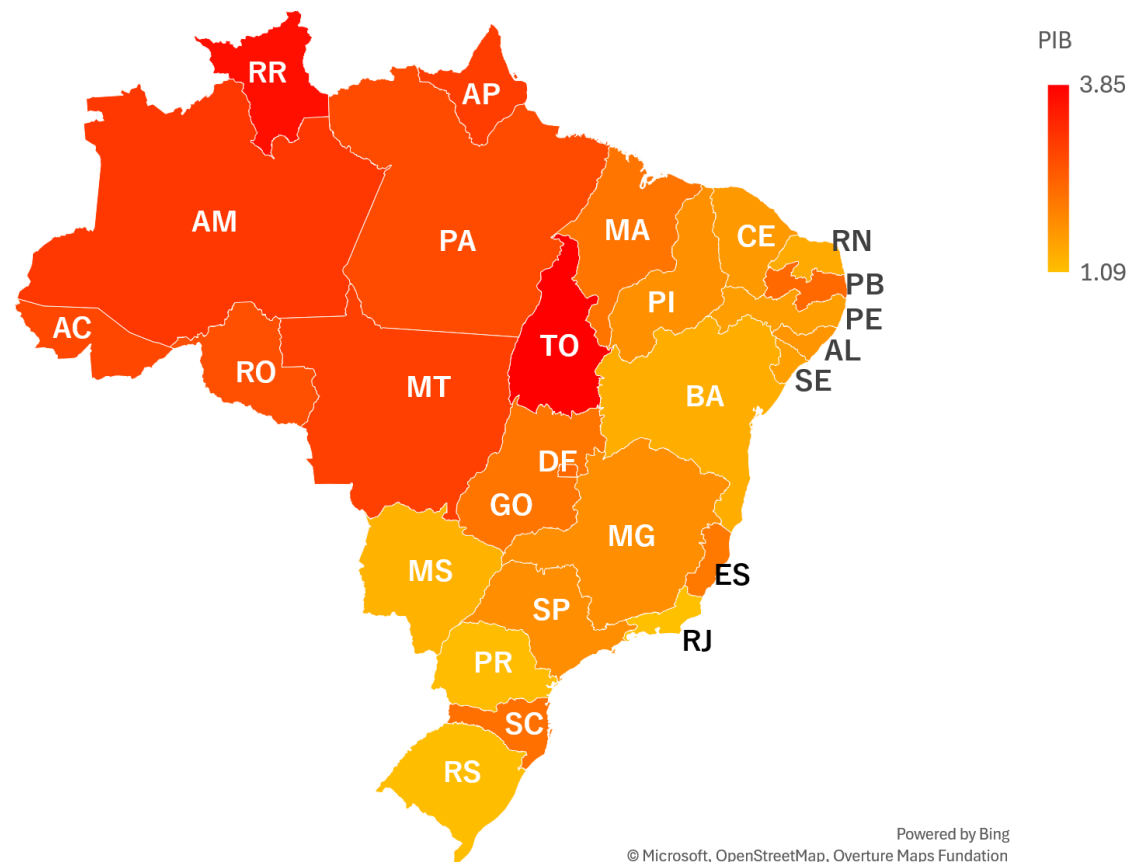 PIB
3.85
1.09
RR
AP
AM
PA
MA
CE
RN
PB
PI
PE
AC
TO
AL
RO
MT
SE
BA
DF
GO
MG
MS
ES
SP
RJ
PR
SC
RS
Powered by Bing
© Microsoft, OpenStreetMap, Overture Maps Fundation